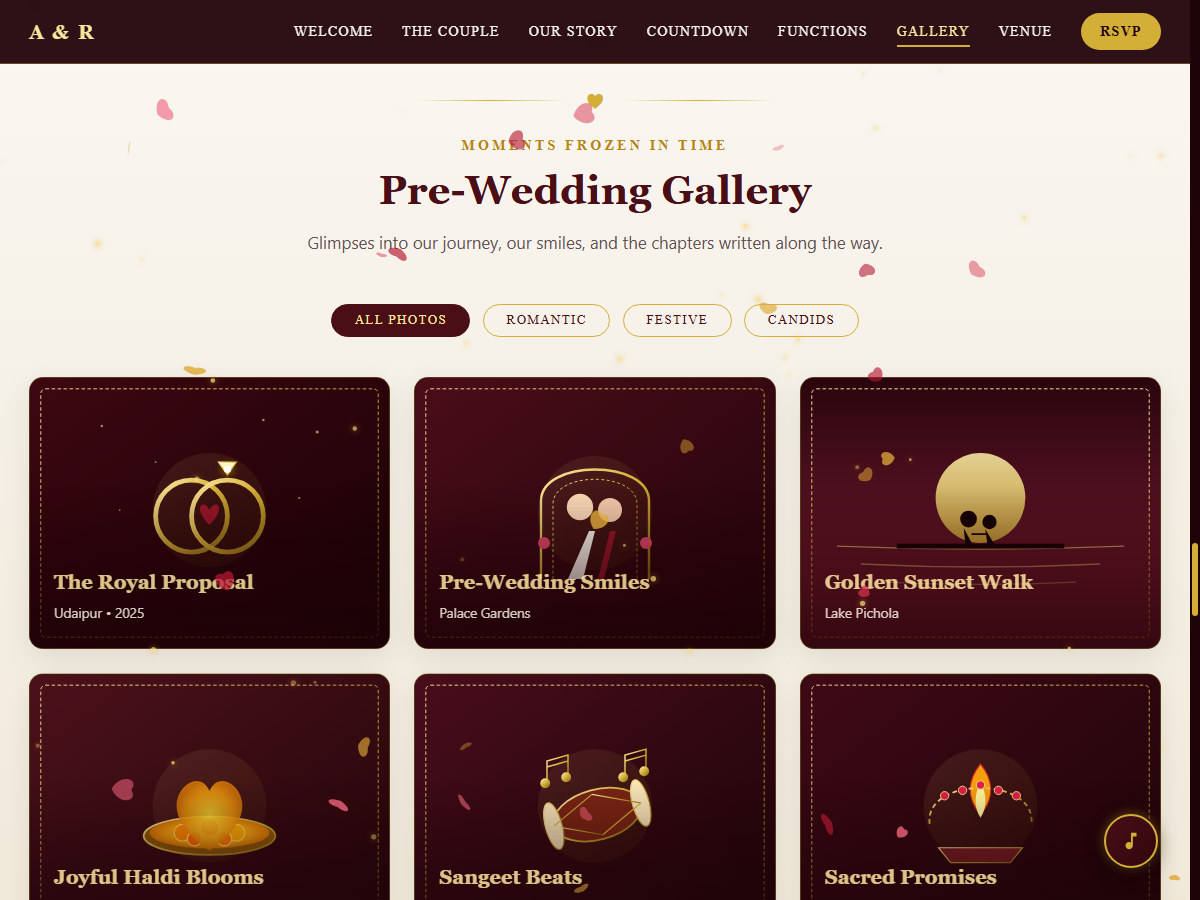 A & R
WELCOME THE COUPLE OUR STORY COUNTDOWN FUNCTIONS GALLERY VENUE RSVP
MOMENTS FROZEN IN TIME
Pre-Wedding Gallery
Glimpses into our journey, our smiles, and the chapters written along the way.
ALL PHOTOS ROMANTIC FESTIVE CANDIDS
The Royal Proposal
Udaipur • 2025
Pre-Wedding Smiles
Palace Gardens
Golden Sunset Walk
Lake Pichola
Joyful Haldi Blooms
Sangeet Beats
Sacred Promises